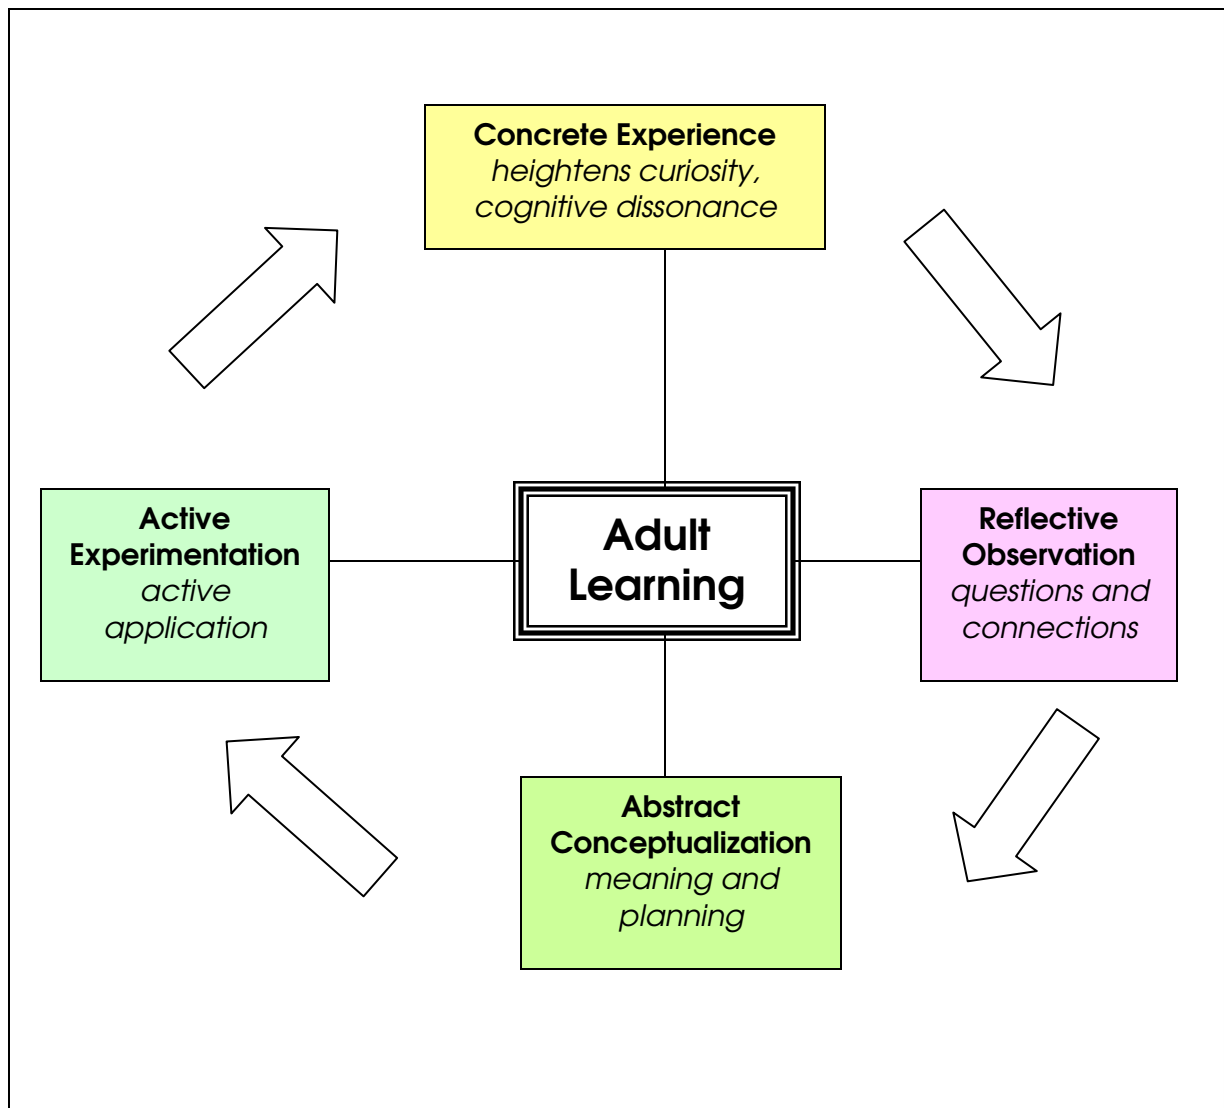 Concrete Experience
heightens curiosity,
cognitive dissonance
Active
Experimentation
active
application
Adult
Learning
Reflective
Observation
questions and
connections
Abstract
Conceptualization
meaning and
planning